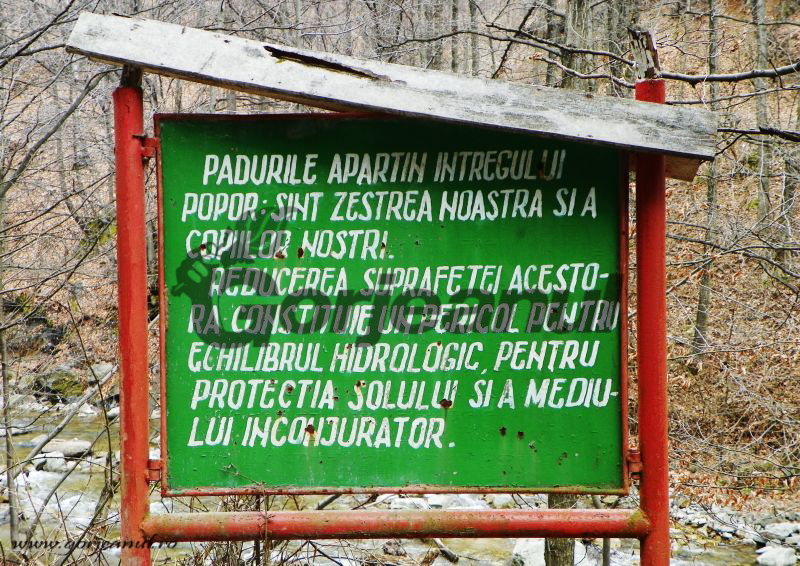 PADURILE APARTIN INTREGULUI
POPOR; SINT ZESTREA NOASTRA SI A
COPIILOR NOSTRI.
REDUCEREA SUPRAFETEI ACESTO-
RA CONSTITUIE UN PERICOL PENTRU
ECHILIBRUL HIDROLOGIC, PENTRU
PROTECTIA SOLULUI SI A MEDIU-
LUI INCONJURATOR.
Gorjeanul
www.gorjeanul.ro